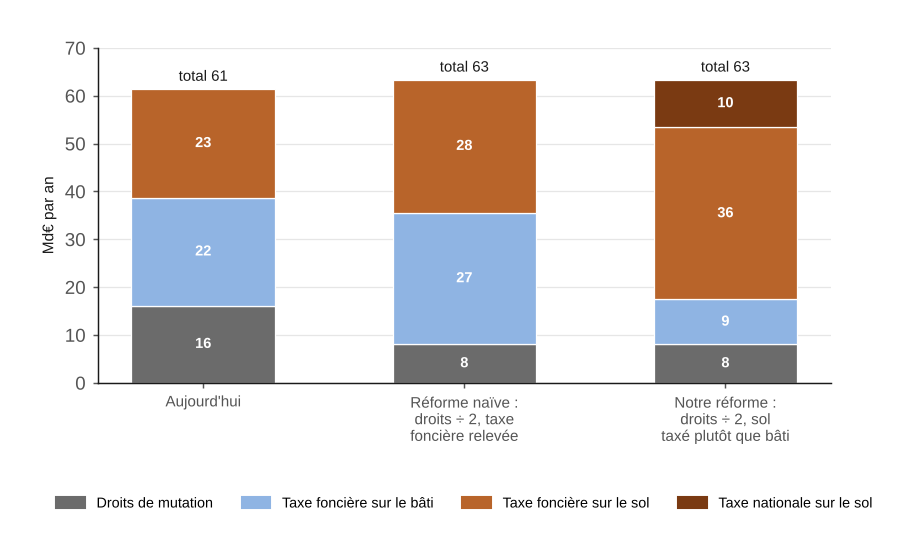 70
60
50
40
30
20
10
0
Md€ par an
total 61
23
22
16
total 63
28
27
8
total 63
10
36
9
8
Aujourd'hui
Réforme naïve :
droits ÷ 2, taxe
foncière relevée
Notre réforme :
droits ÷ 2, sol
taxé plutôt que bâti
Droits de mutation
Taxe foncière sur le bâti
Taxe foncière sur le sol
Taxe nationale sur le sol